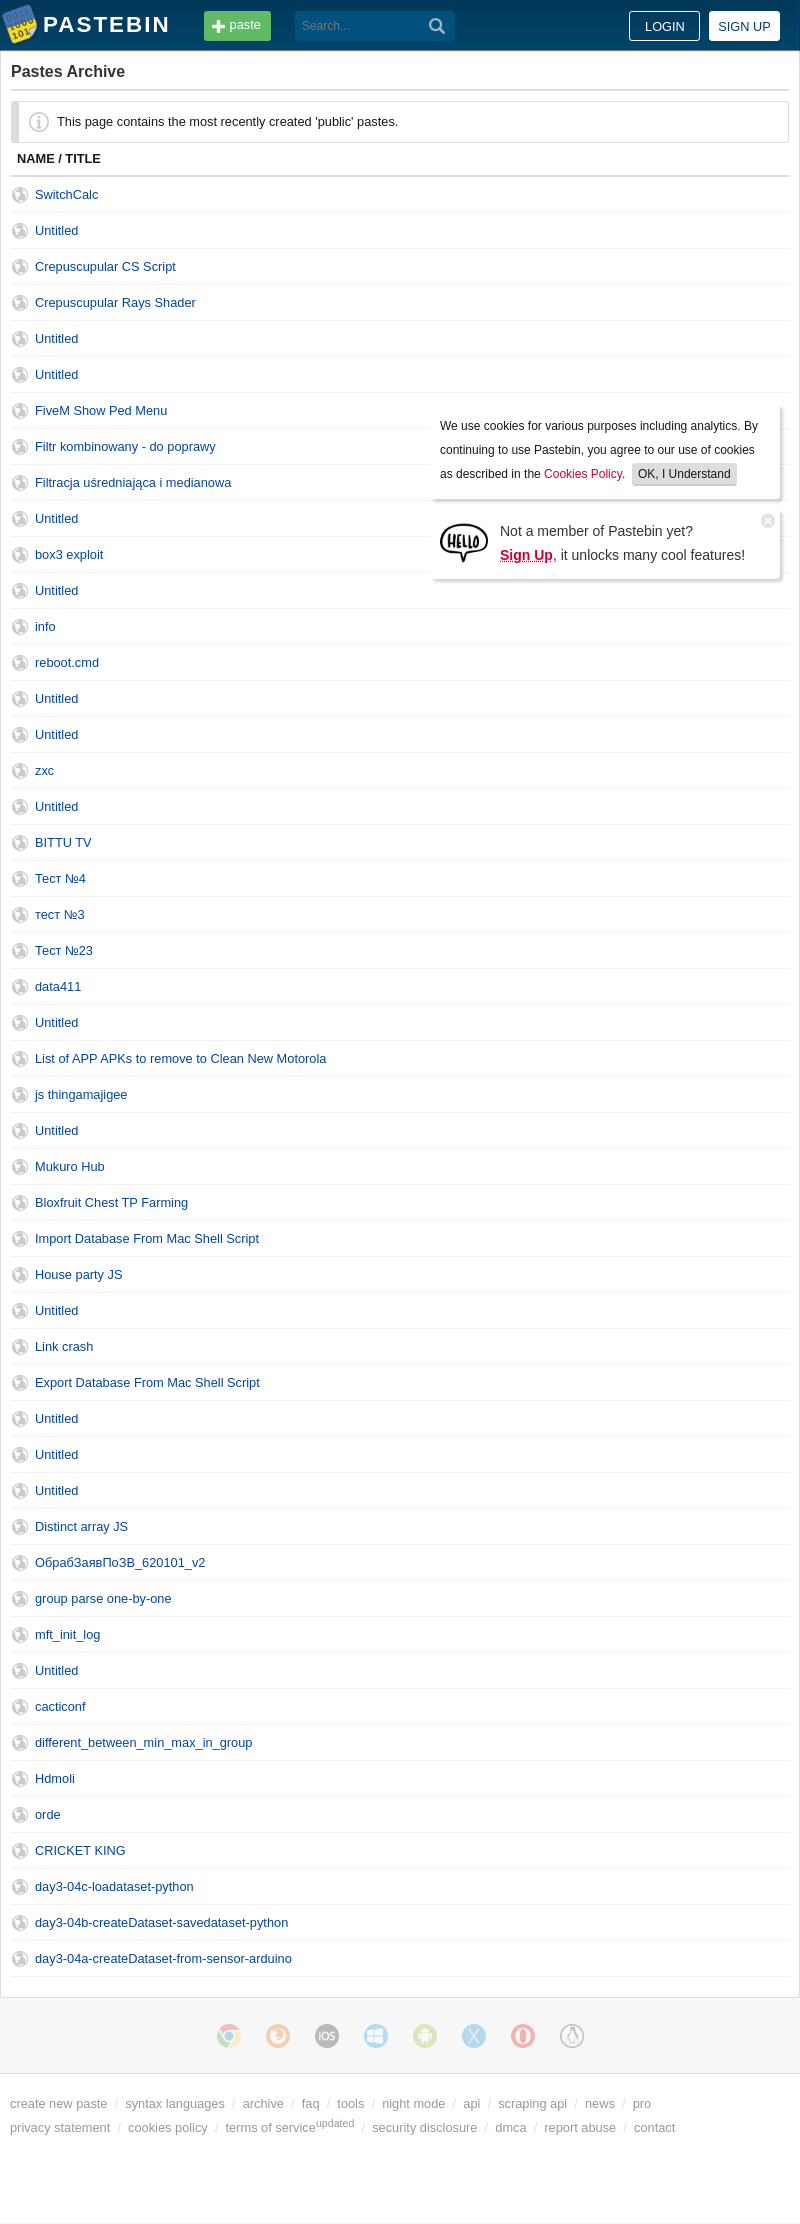 PASTEBIN
paste
Search...
LOGIN
SIGN UP
Pastes Archive
This page contains the most recently created 'public' pastes.
NAME / TITLE
SwitchCalc
Untitled
Crepuscupular CS Script
Crepuscupular Rays Shader
Untitled
Untitled
FiveM Show Ped Menu
Filtr kombinowany - do poprawy
Filtracja uśredniająca i medianowa
Untitled
box3 exploit
We use cookies for various purposes including analytics. By
continuing to use Pastebin, you agree to our use of cookies
as described in the Cookies Policy. OK, I Understand
HELLO
Not a member of Pastebin yet?
Sign Up, it unlocks many cool features!
Untitled
info
reboot.cmd
Untitled
Untitled
zxc
Untitled
BITTU TV
Тест №4
тест №3
Тест №23
data411
Untitled
List of APP APKs to remove to Clean New Motorola
js thingamajigee
Untitled
Mukuro Hub
Bloxfruit Chest TP Farming
Import Database From Mac Shell Script
House party JS
Untitled
Link crash
Export Database From Mac Shell Script
Untitled
Untitled
Untitled
Distinct array JS
ОбрабЗаявПоЗВ_620101_v2
group parse one-by-one
mft_init_log
Untitled
cacticonf
different_between_min_max_in_group
Hdmoli
orde
CRICKET KING
day3-04c-loadataset-python
day3-04b-createDataset-savedataset-python
day3-04a-createDataset-from-sensor-arduino
iOS
create new paste / syntax languages / archive / faq / tools / night mode / api / scraping api / news / pro
privacy statement / cookies policy / terms of service updated / security disclosure / dmca / report abuse / contact